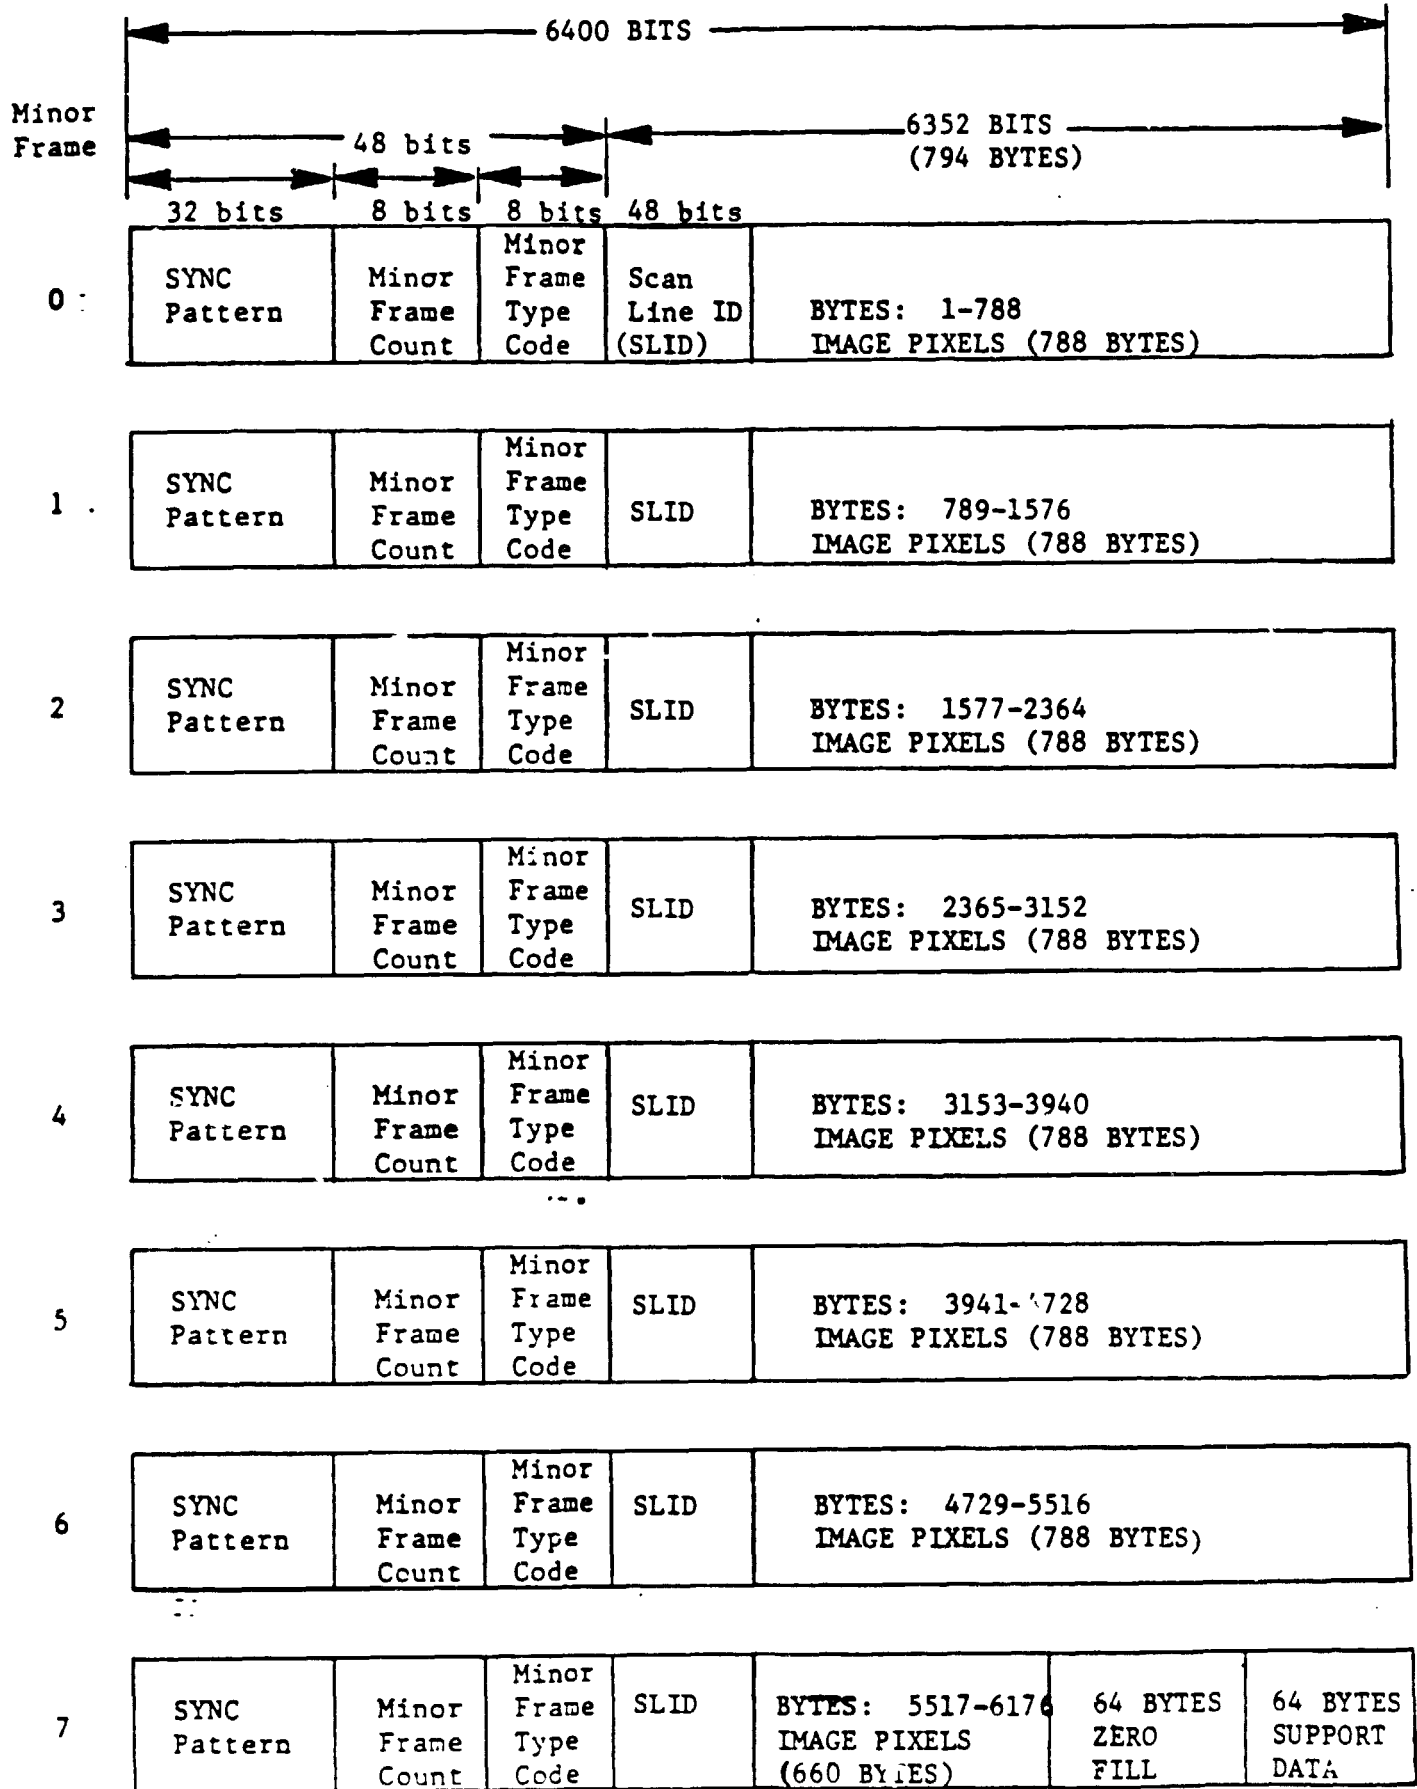 6400 BITS
Minor
Frame
48 bits
6352 BITS
(794 BYTES)
32 bits 8 bits 8 bits 48 bits
0
SYNC
Pattern
Minor
Frame
Count
Minor
Frame
Type
Code
Scan
Line ID
(SLID)
BYTES: 1-788
IMAGE PIXELS (788 BYTES)
1
SYNC
Pattern
Minor
Frame
Count
Minor
Frame
Type
Code
SLID
BYTES: 789-1576
IMAGE PIXELS (788 BYTES)
2
SYNC
Pattern
Minor
Frame
Count
Minor
Frame
Type
Code
SLID
BYTES: 1577-2364
IMAGE PIXELS (788 BYTES)
3
SYNC
Pattern
Minor
Frame
Count
Minor
Frame
Type
Code
SLID
BYTES: 2365-3152
IMAGE PIXELS (788 BYTES)
4
SYNC
Pattern
Minor
Frame
Count
Minor
Frame
Type
Code
SLID
BYTES: 3153-3940
IMAGE PIXELS (788 BYTES)
5
SYNC
Pattern
Minor
Frame
Count
Minor
Frame
Type
Code
SLID
BYTES: 3941-4728
IMAGE PIXELS (788 BYTES)
6
SYNC
Pattern
Minor
Frame
Count
Minor
Frame
Type
Code
SLID
BYTES: 4729-5516
IMAGE PIXELS (788 BYTES)
7
SYNC
Pattern
Minor
Frame
Count
Minor
Frame
Type
Code
SLID
BYTES: 5517-6176
IMAGE PIXELS
(660 BYTES)
64 BYTES
ZERO
FILL
64 BYTES
SUPPORT
DATA